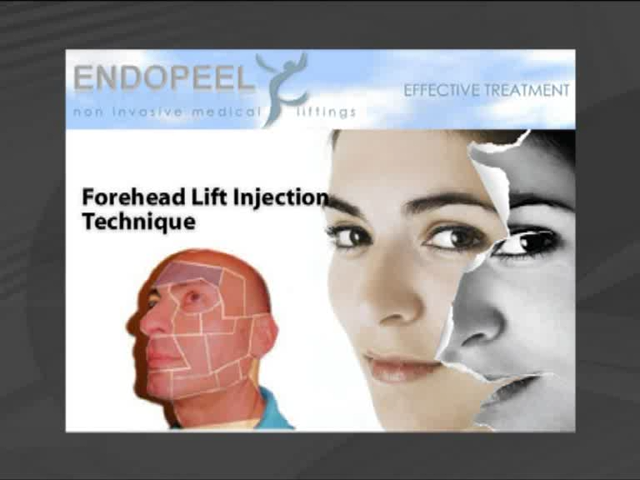 ENDOPEEL
non invasive medical liftings
EFFECTIVE TREATMENT
Forehead Lift Injection
Technique